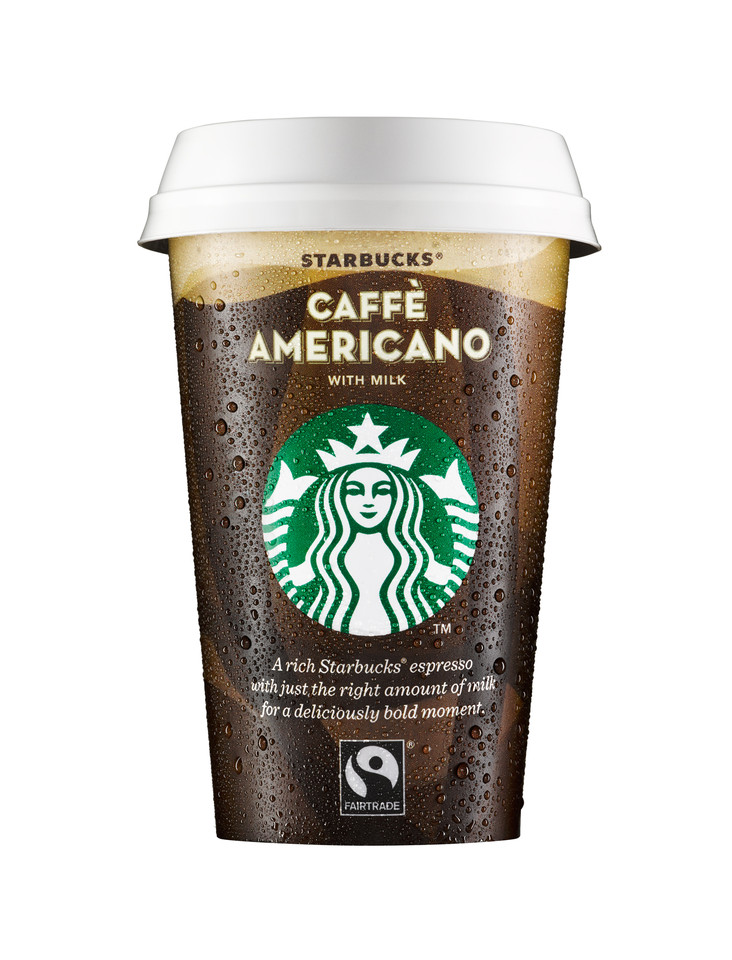 STARBUCKS®
CAFFÈ
AMERICANO
WITH MILK
TM
A rich Starbucks® espresso
with just the right amount of milk
for a deliciously bold moment.
®
FAIRTRADE